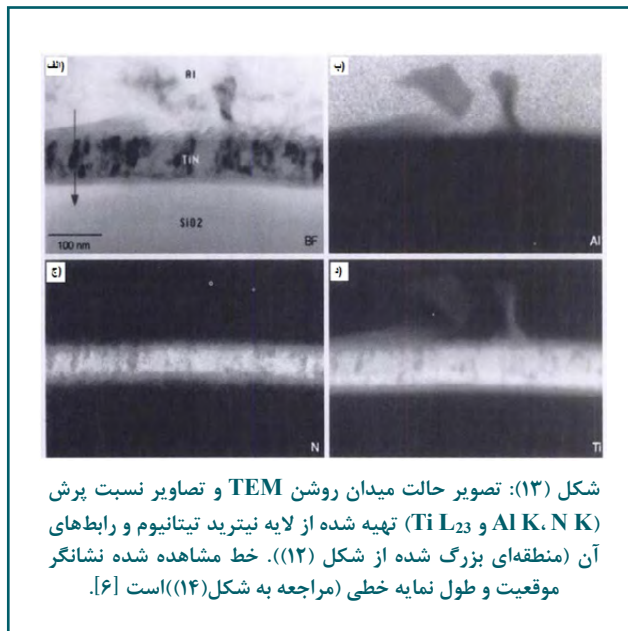 الف)
Al
TiN
SiO2
100 nm
BF
ب)
Al
ج)
N
د)
Ti
شکل (۱۳): تصویر حالت میدان روشن TEM و تصاویر نسبت پرش
(Al K، N K و Ti L23) تهیه شده از لایه نیترید تیتانیوم و رابط‌های
آن (منطقه‌ای بزرگ شده از شکل (۱۲)). خط مشاهده شده نشانگر
موقعیت و طول نمایه خطی (مراجعه به شکل(۱۴))است [۶].